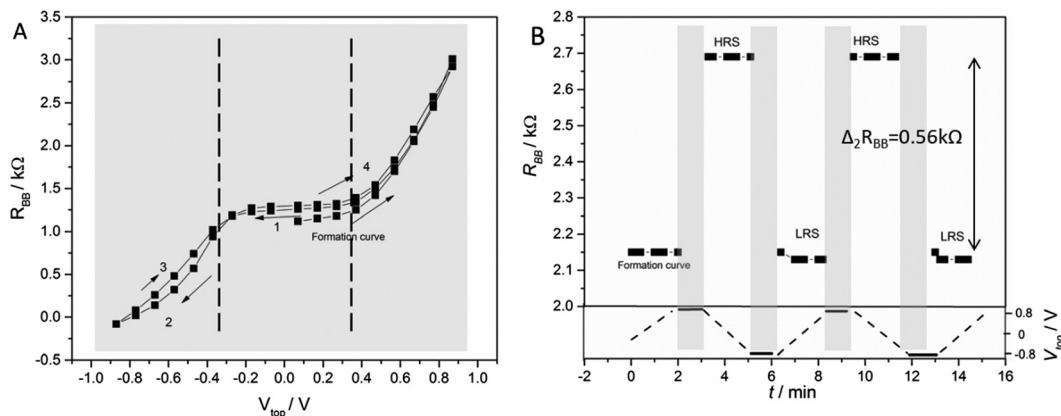 A
R_BB / kΩ
3.5
3.0
2.5
2.0
1.5
1.0
0.5
0.0
-0.5
4
1
Formation curve
3
2
-1.0 -0.8 -0.6 -0.4 -0.2 0.0 0.2 0.4 0.6 0.8 1.0
V_top / V
B
R_BB / kΩ
2.8
2.7
2.6
2.5
2.4
2.3
2.2
2.1
2.0
HRS
HRS
Δ₂R_BB=0.56kΩ
LRS
LRS
Formation curve
0.8
0
-0.8
V_top / V
-2 0 2 4 6 8 10 12 14 16
t / min